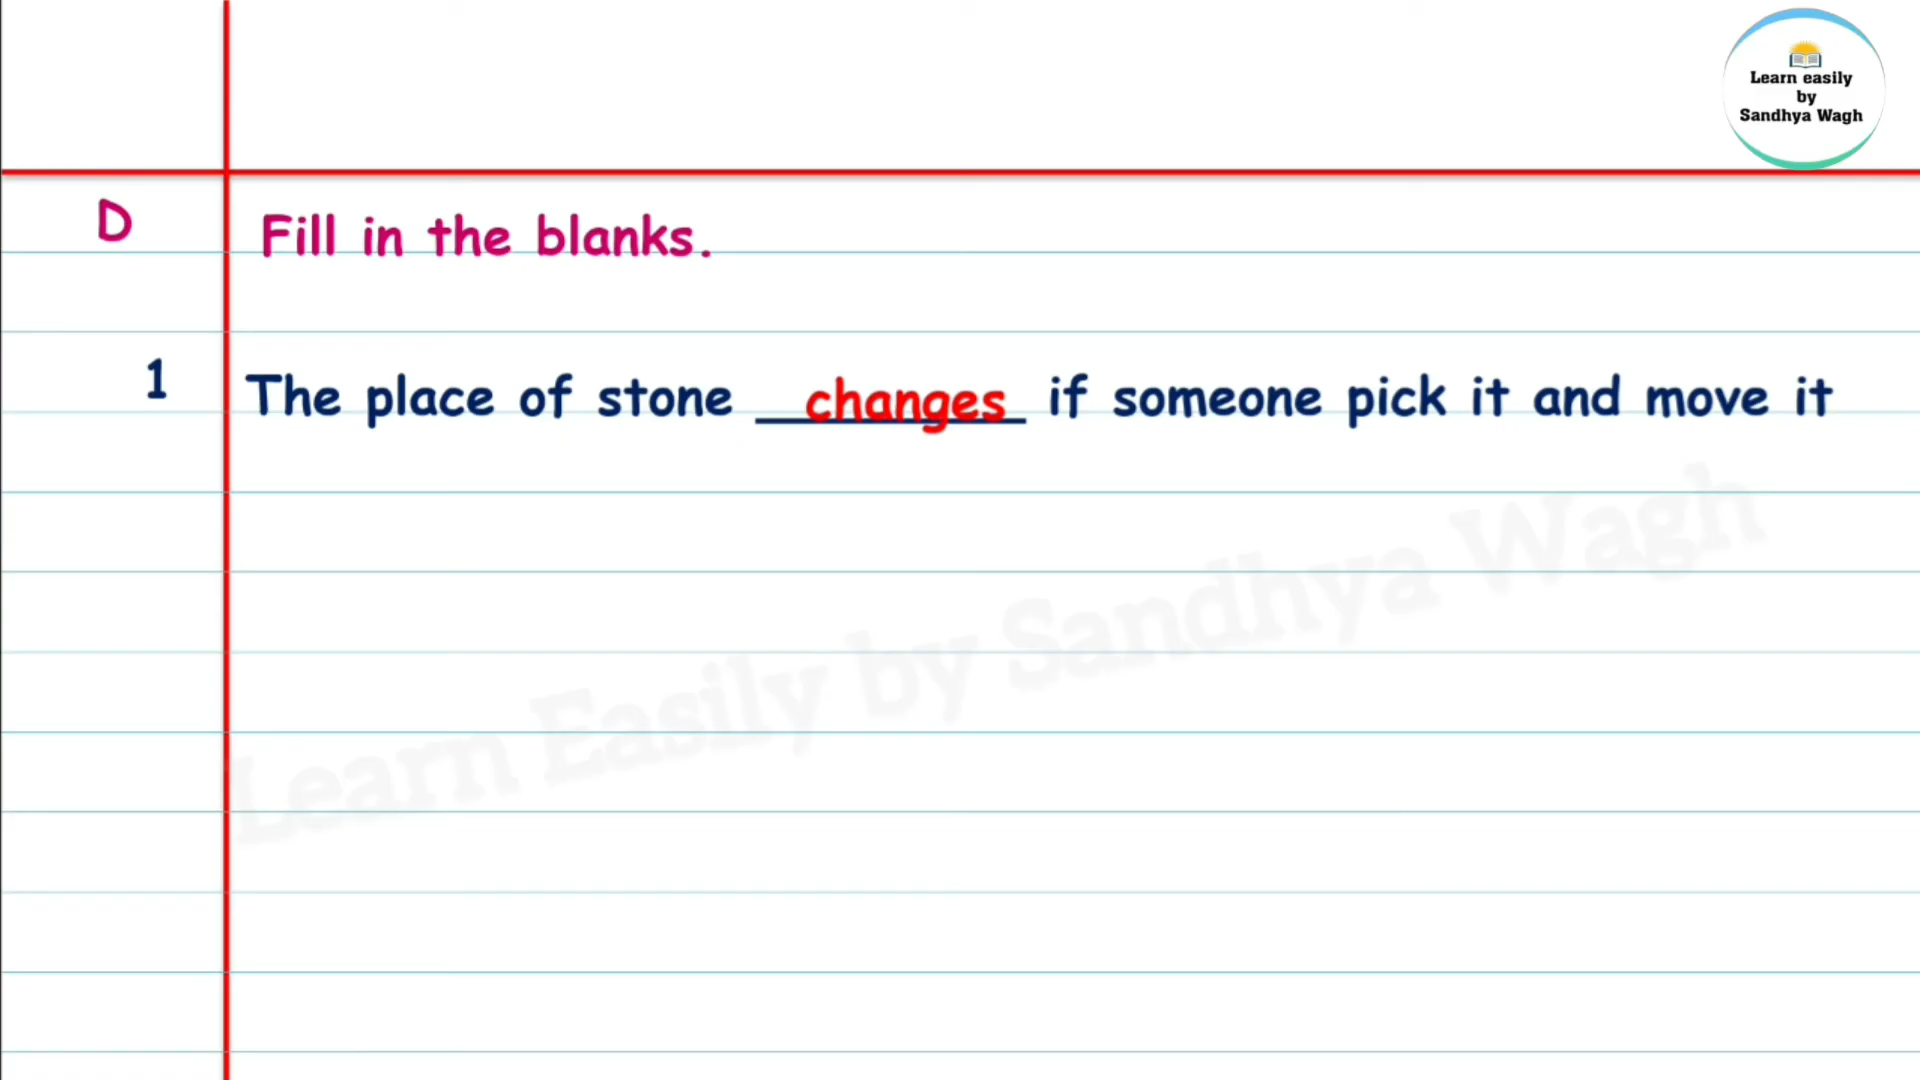 Learn easily
by
Sandhya Wagh
D Fill in the blanks.
1 The place of stone changes if someone pick it and move it
Learn Easily by Sandhya Wagh